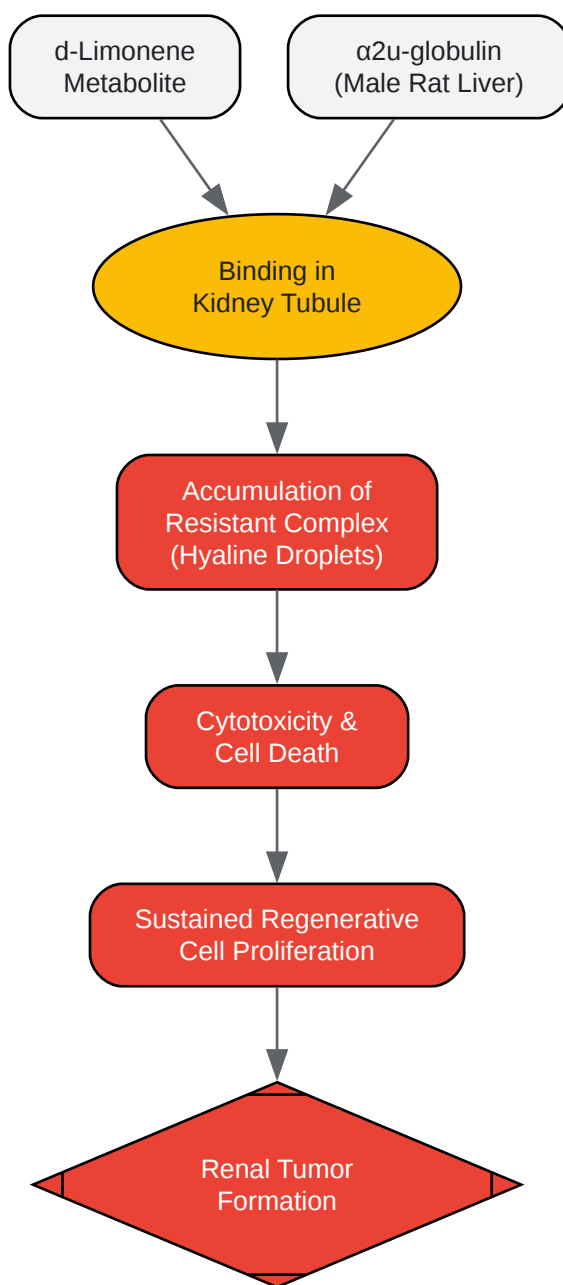 d-Limonene
Metabolite
α2u-globulin
(Male Rat Liver)
Binding in
Kidney Tubule
Accumulation of
Resistant Complex
(Hyaline Droplets)
Cytotoxicity &
Cell Death
Sustained Regenerative
Cell Proliferation
Renal Tumor
Formation